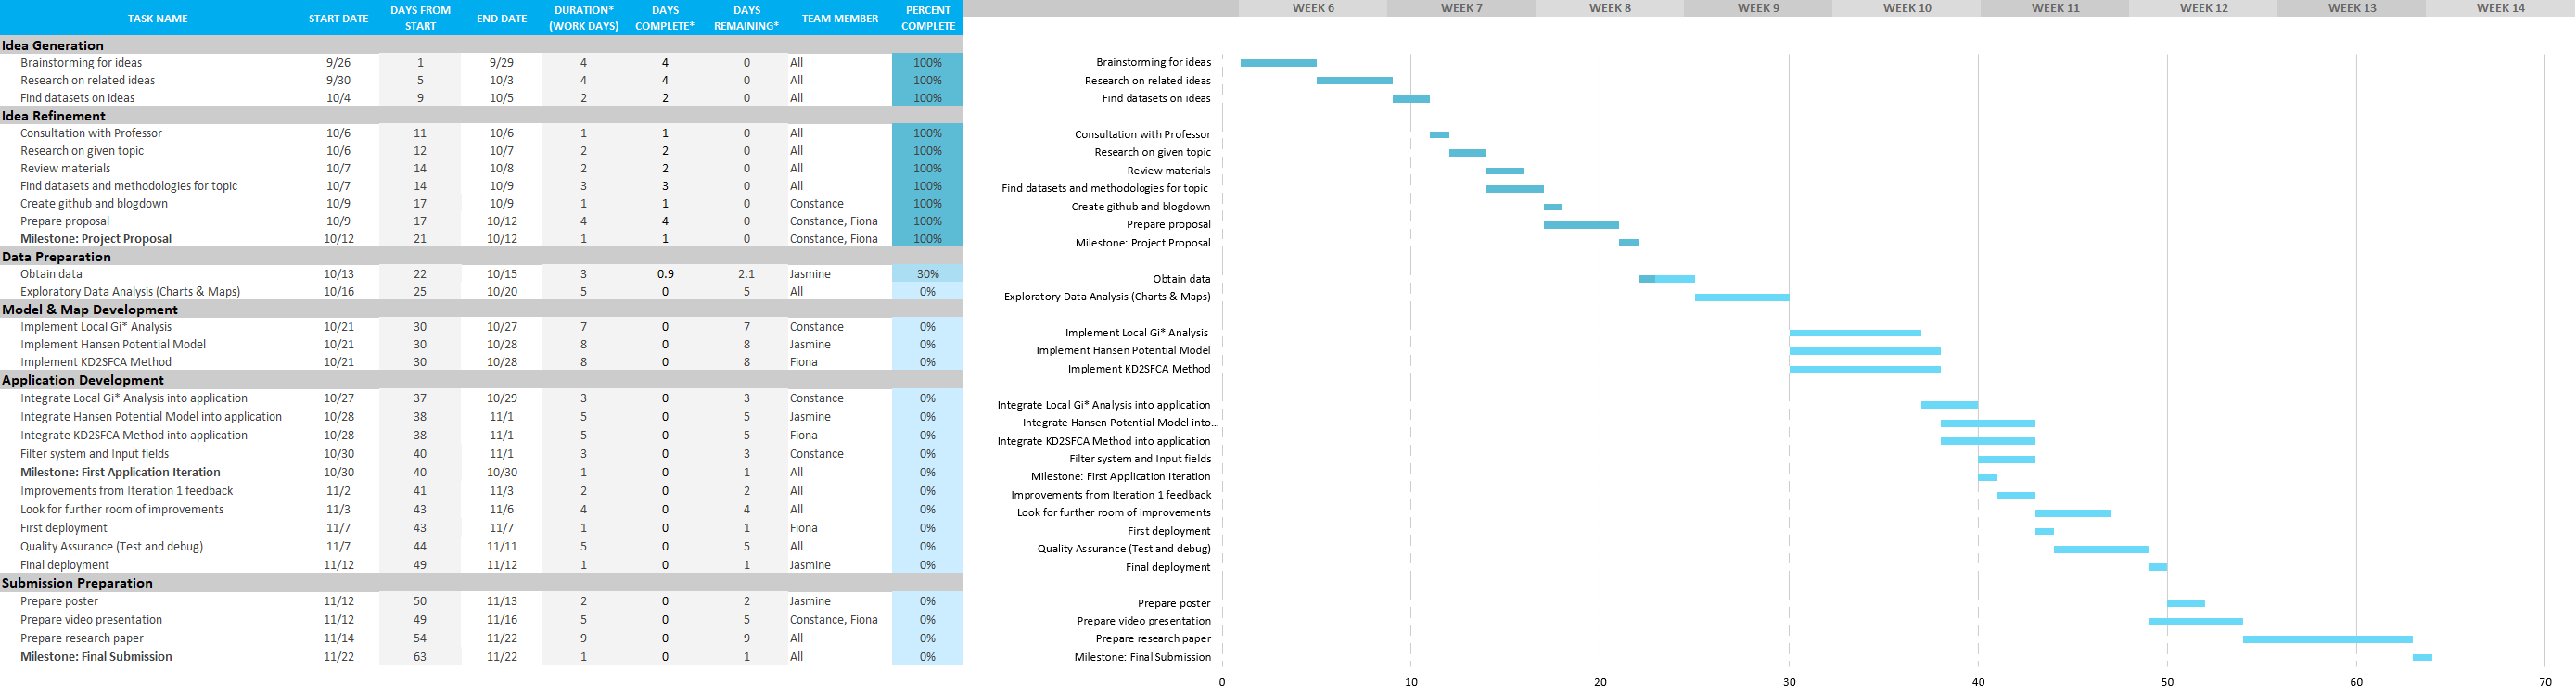 TASK NAME START DATE DAYS FROM START END DATE DURATION* (WORK DAYS) DAYS COMPLETE* DAYS REMAINING* TEAM MEMBER PERCENT COMPLETE
Idea Generation
Brainstorming for ideas 9/26 1 9/29 4 4 0 All 100%
Research on related ideas 9/30 5 10/3 4 4 0 All 100%
Find datasets on ideas 10/4 9 10/5 2 2 0 All 100%
Idea Refinement
Consultation with Professor 10/6 11 10/6 1 1 0 All 100%
Research on given topic 10/6 12 10/7 2 2 0 All 100%
Review materials 10/7 14 10/8 2 2 0 All 100%
Find datasets and methodologies for topic 10/7 14 10/9 3 3 0 All 100%
Create github and blogdown 10/9 17 10/9 1 1 0 Constance 100%
Prepare proposal 10/9 17 10/12 4 4 0 Constance, Fiona 100%
Milestone: Project Proposal 10/12 21 10/12 1 1 0 Constance, Fiona 100%
Data Preparation
Obtain data 10/13 22 10/15 3 0.9 2.1 Jasmine 30%
Exploratory Data Analysis (Charts & Maps) 10/16 25 10/20 5 0 5 All 0%
Model & Map Development
Implement Local Gi* Analysis 10/21 30 10/27 7 0 7 Constance 0%
Implement Hansen Potential Model 10/21 30 10/28 8 0 8 Jasmine 0%
Implement KD2SFCA Method 10/21 30 10/28 8 0 8 Fiona 0%
Application Development
Integrate Local Gi* Analysis into application 10/27 37 10/29 3 0 3 Constance 0%
Integrate Hansen Potential Model into application 10/28 38 11/1 5 0 5 Jasmine 0%
Integrate KD2SFCA Method into application 10/28 38 11/1 5 0 5 Fiona 0%
Filter system and Input fields 10/30 40 11/1 3 0 3 Constance 0%
Milestone: First Application Iteration 10/30 40 10/30 1 0 1 All 0%
Improvements from Iteration 1 feedback 11/2 41 11/3 2 0 2 All 0%
Look for further room of improvements 11/3 43 11/6 4 0 4 All 0%
First deployment 11/7 43 11/7 1 0 1 Fiona 0%
Quality Assurance (Test and debug) 11/7 44 11/11 5 0 5 All 0%
Final deployment 11/12 49 11/12 1 0 1 Jasmine 0%
Submission Preparation
Prepare poster 11/12 50 11/13 2 0 2 Jasmine 0%
Prepare video presentation 11/12 49 11/16 5 0 5 Constance, Fiona 0%
Prepare research paper 11/14 54 11/22 9 0 9 All 0%
Milestone: Final Submission 11/22 63 11/22 1 0 1 All 0%
WEEK 6 WEEK 7 WEEK 8 WEEK 9 WEEK 10 WEEK 11 WEEK 12 WEEK 13 WEEK 14
Brainstorming for ideas
Research on related ideas
Find datasets on ideas
Consultation with Professor
Research on given topic
Review materials
Find datasets and methodologies for topic
Create github and blogdown
Prepare proposal
Milestone: Project Proposal
Obtain data
Exploratory Data Analysis (Charts & Maps)
Implement Local Gi* Analysis
Implement Hansen Potential Model
Implement KD2SFCA Method
Integrate Local Gi* Analysis into application
Integrate Hansen Potential Model into...
Integrate KD2SFCA Method into application
Filter system and Input fields
Milestone: First Application Iteration
Improvements from Iteration 1 feedback
Look for further room of improvements
First deployment
Quality Assurance (Test and debug)
Final deployment
Prepare poster
Prepare video presentation
Prepare research paper
Milestone: Final Submission
0 10 20 30 40 50 60 70